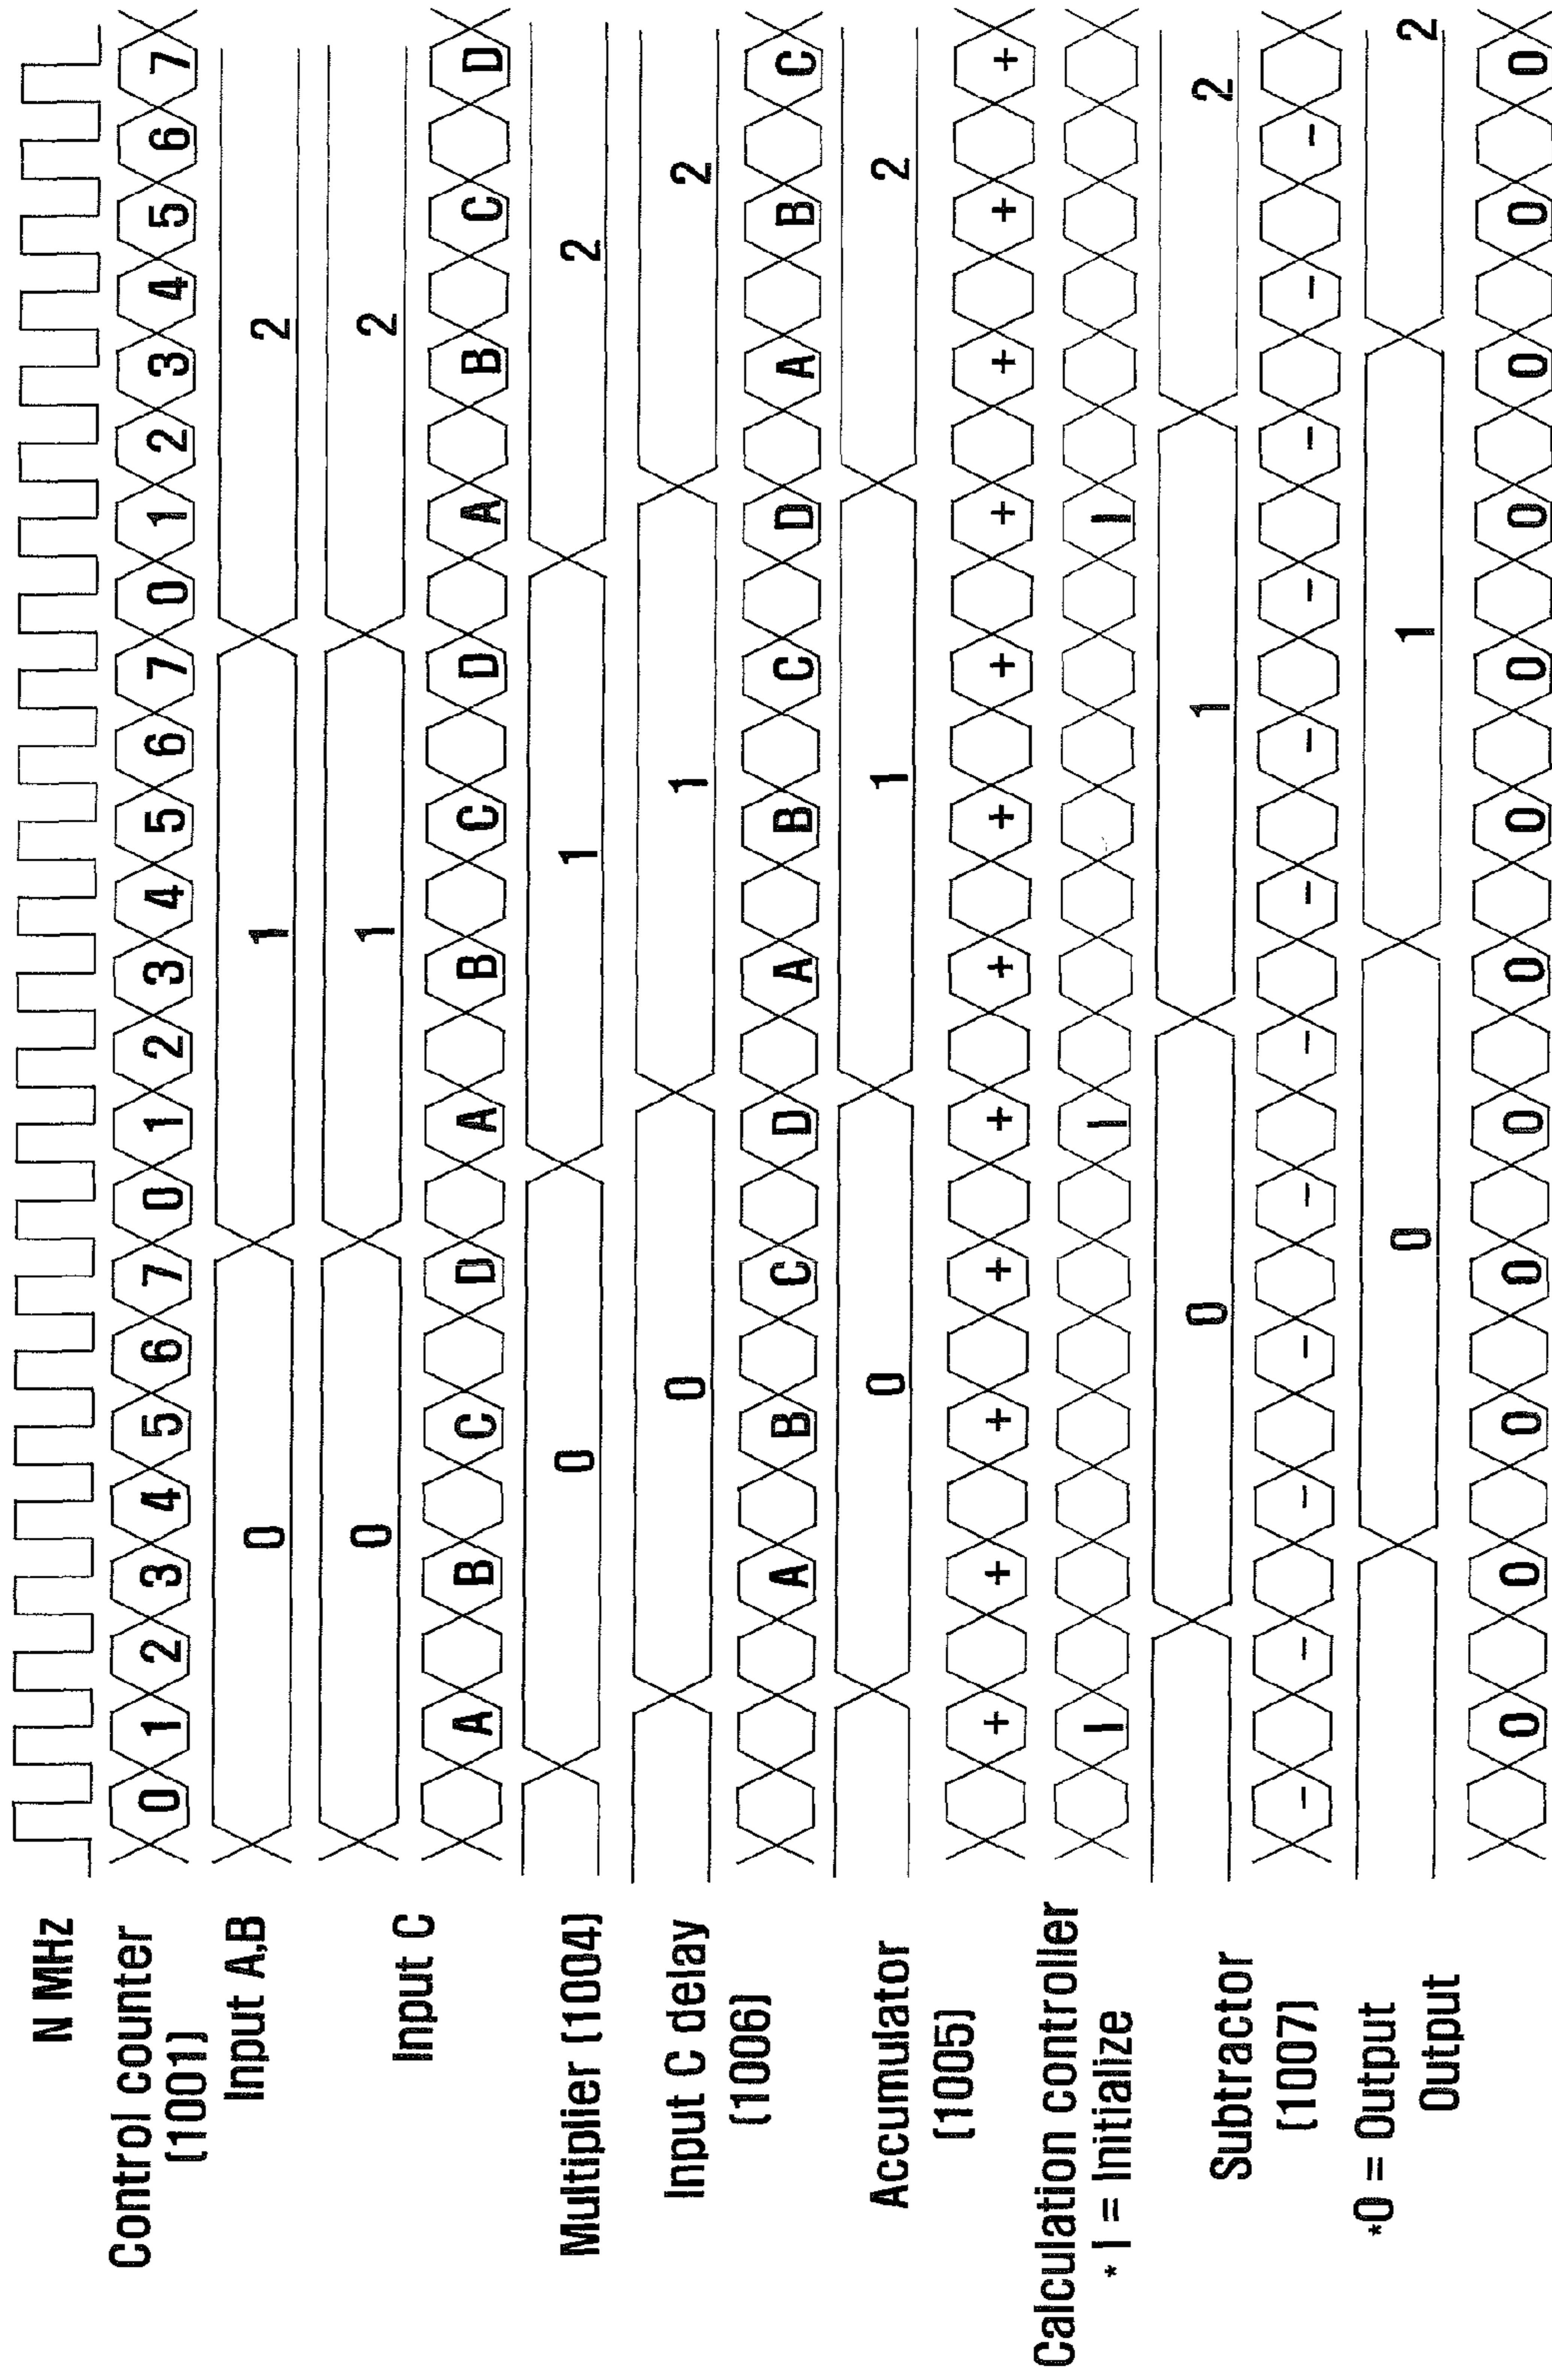 N MHz
Control counter 0 1 2 3 4 5 6 7 0 1 2 3 4 5 6 7 0 1 2 3 4 5 6 7
(1001)
Input A,B 0 1 2
Input C 0 1 2
A B C D A B C D A B C D
Multiplier (1004) 0 1 2
Input C delay 0 1 2
(1006) A B C D A B C D A B C
Accumulator 0 1 2
(1005) + + + + + + + + + + + +
Calculation controller
* I = Initialize I I I
Subtractor 0 1 2
(1007) − − − − − − − − − − − −
*O = Output 0 1 2
Output O O O O O O O O O O O O